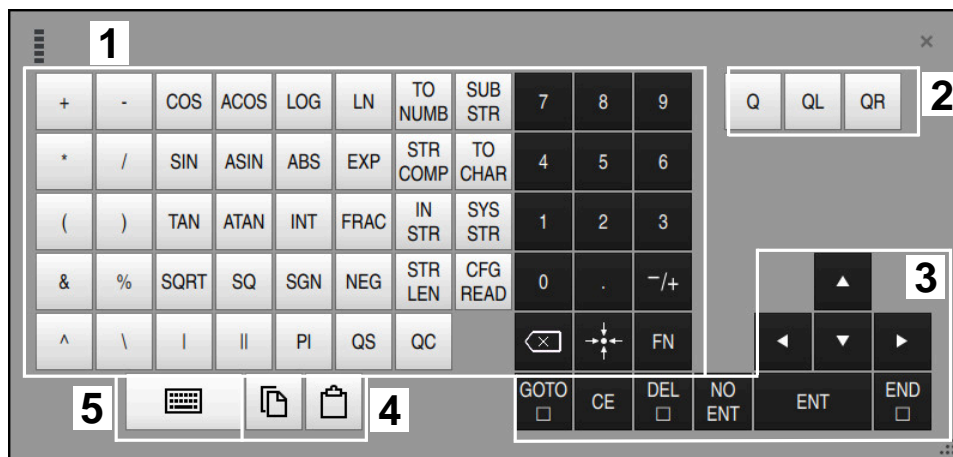 1
×
+ - COS ACOS LOG LN TO NUMB SUB STR 7 8 9 Q QL QR 2
* / SIN ASIN ABS EXP STR COMP TO CHAR 4 5 6
( ) TAN ATAN INT FRAC IN STR SYS STR 1 2 3
& % SQRT SQ SGN NEG STR LEN CFG READ 0 . −/+ 3
^ \ | || PI QS QC FN
5 4 GOTO □ CE DEL □ NO ENT ENT END □